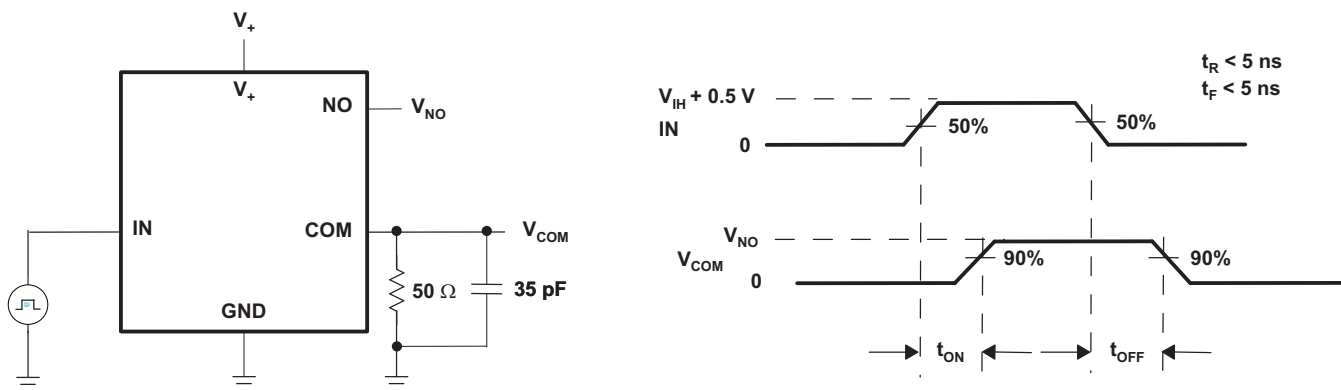 V+
V+
NO
VNO
IN
COM
VCOM
50 Ω
35 pF
GND
tR < 5 ns
tF < 5 ns
VIH + 0.5 V
IN
50%
50%
0
VNO
VCOM
90%
90%
0
tON
tOFF